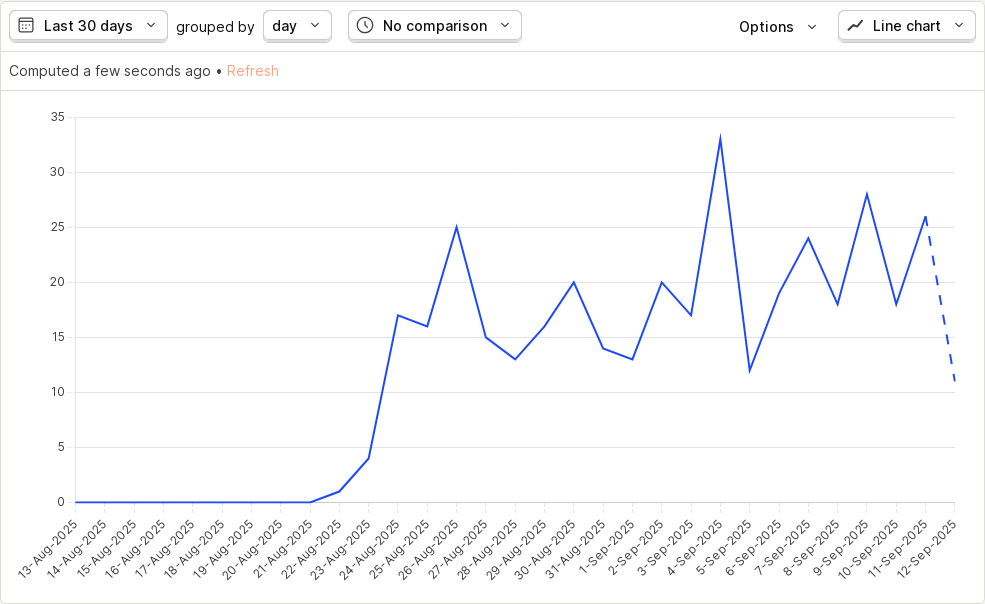 Last 30 days grouped by day No comparison Options Line chart
Computed a few seconds ago • Refresh
35
30
25
20
15
10
5
0
13-Aug-2025
14-Aug-2025
15-Aug-2025
16-Aug-2025
17-Aug-2025
18-Aug-2025
19-Aug-2025
20-Aug-2025
21-Aug-2025
22-Aug-2025
23-Aug-2025
24-Aug-2025
25-Aug-2025
26-Aug-2025
27-Aug-2025
28-Aug-2025
29-Aug-2025
30-Aug-2025
31-Aug-2025
1-Sep-2025
2-Sep-2025
3-Sep-2025
4-Sep-2025
5-Sep-2025
6-Sep-2025
7-Sep-2025
8-Sep-2025
9-Sep-2025
10-Sep-2025
11-Sep-2025
12-Sep-2025